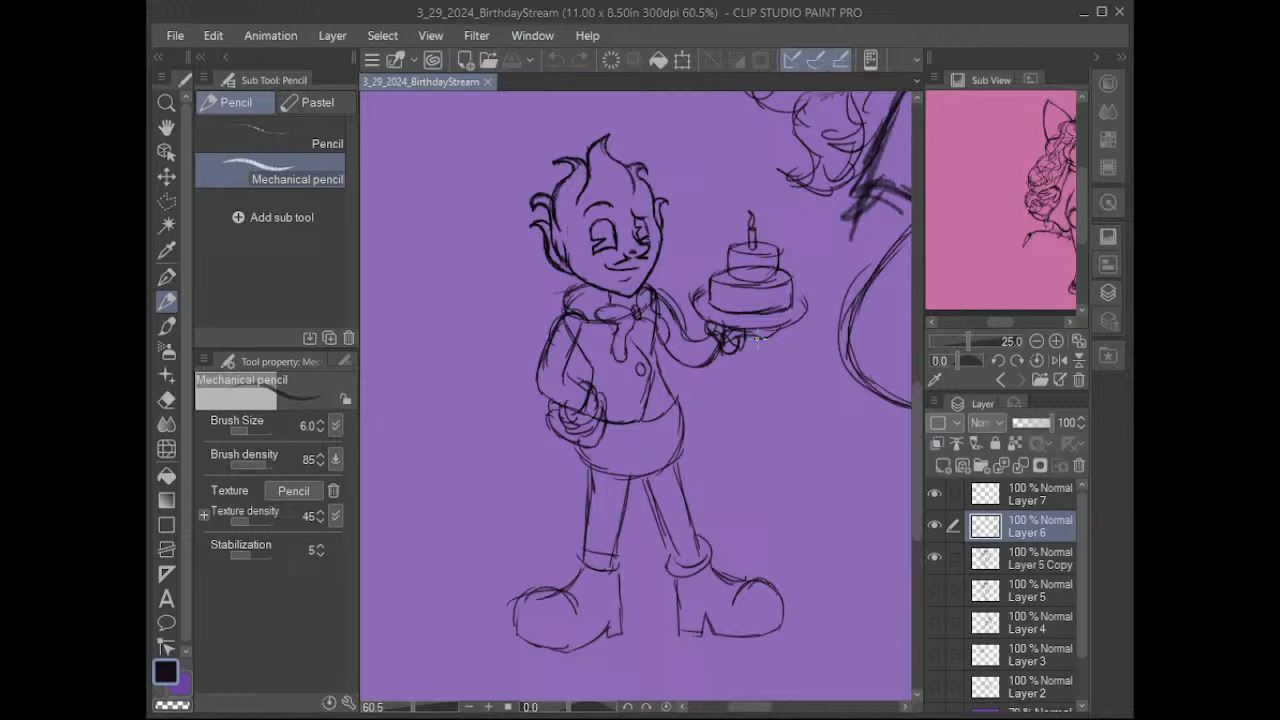 3_29_2024_BirthdayStream (11.00 x 8.50in 300dpi 60.5%) - CLIP STUDIO PAINT PRO
File Edit Animation Layer Select View Filter Window Help
Sub Tool: Pencil
3_29_2024_BirthdayStream
Sub View
Pencil Pastel
Pencil
Mechanical pencil
Add sub tool
Tool property: Mec
Mechanical pencil
Brush Size 6.0
Brush density 85
Texture Pencil
Texture density 45
Stabilization 5
25.0
0.0
Layer
Norm 100
100 % Normal
Layer 7
100 % Normal
Layer 6
100 % Normal
Layer 5 Copy
100 % Normal
Layer 5
100 % Normal
Layer 4
100 % Normal
Layer 3
100 % Normal
Layer 2
60.5 0.0